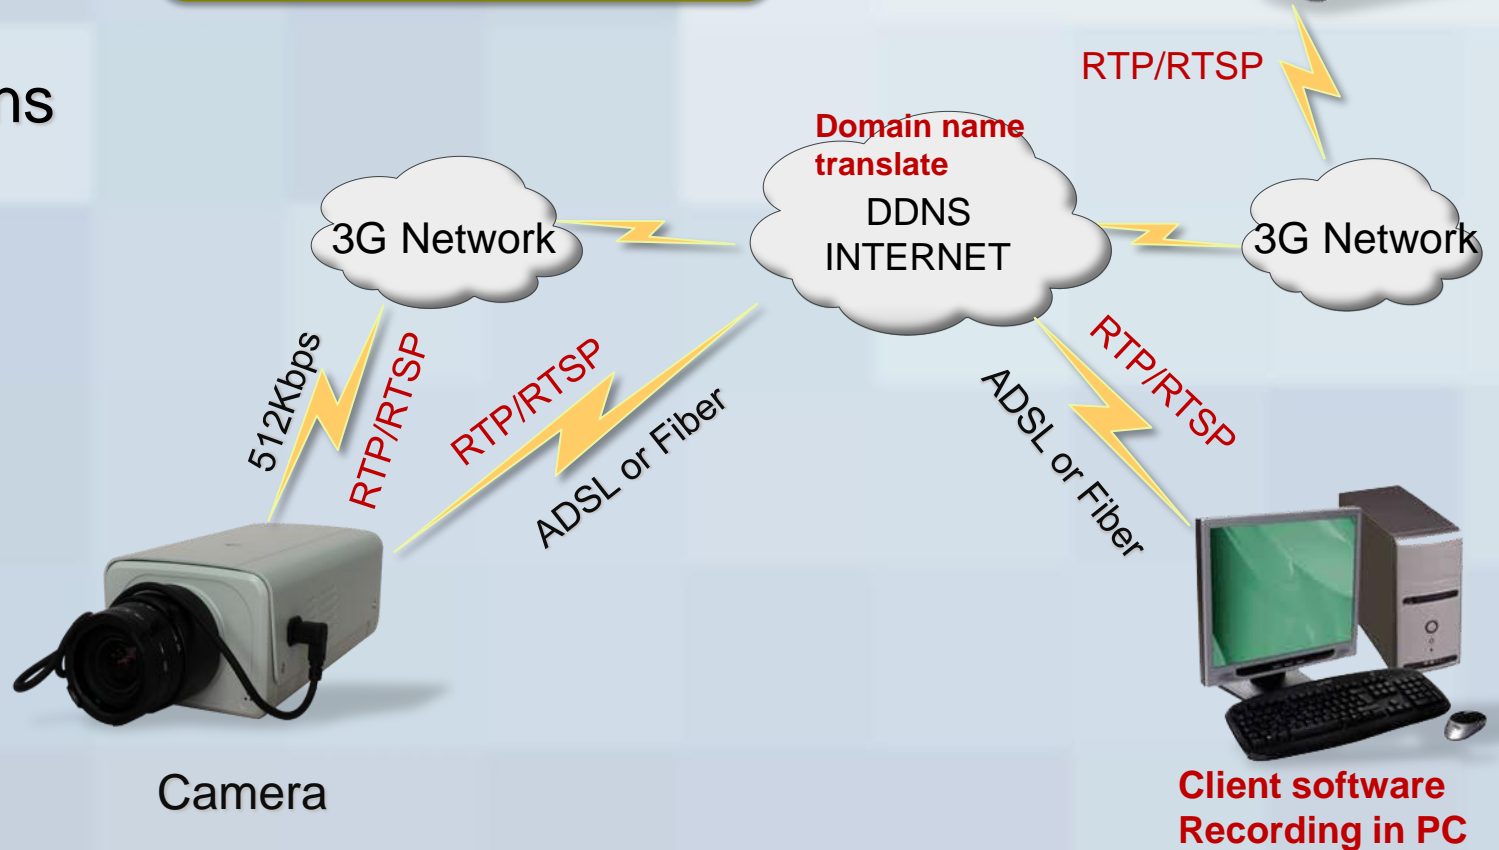 RTP/RTSP
Domain name
translate
DDNS
INTERNET
3G Network
3G Network
512Kbps
RTP/RTSP
RTP/RTSP
ADSL or Fiber
RTP/RTSP
ADSL or Fiber
Camera
Client software
Recording in PC